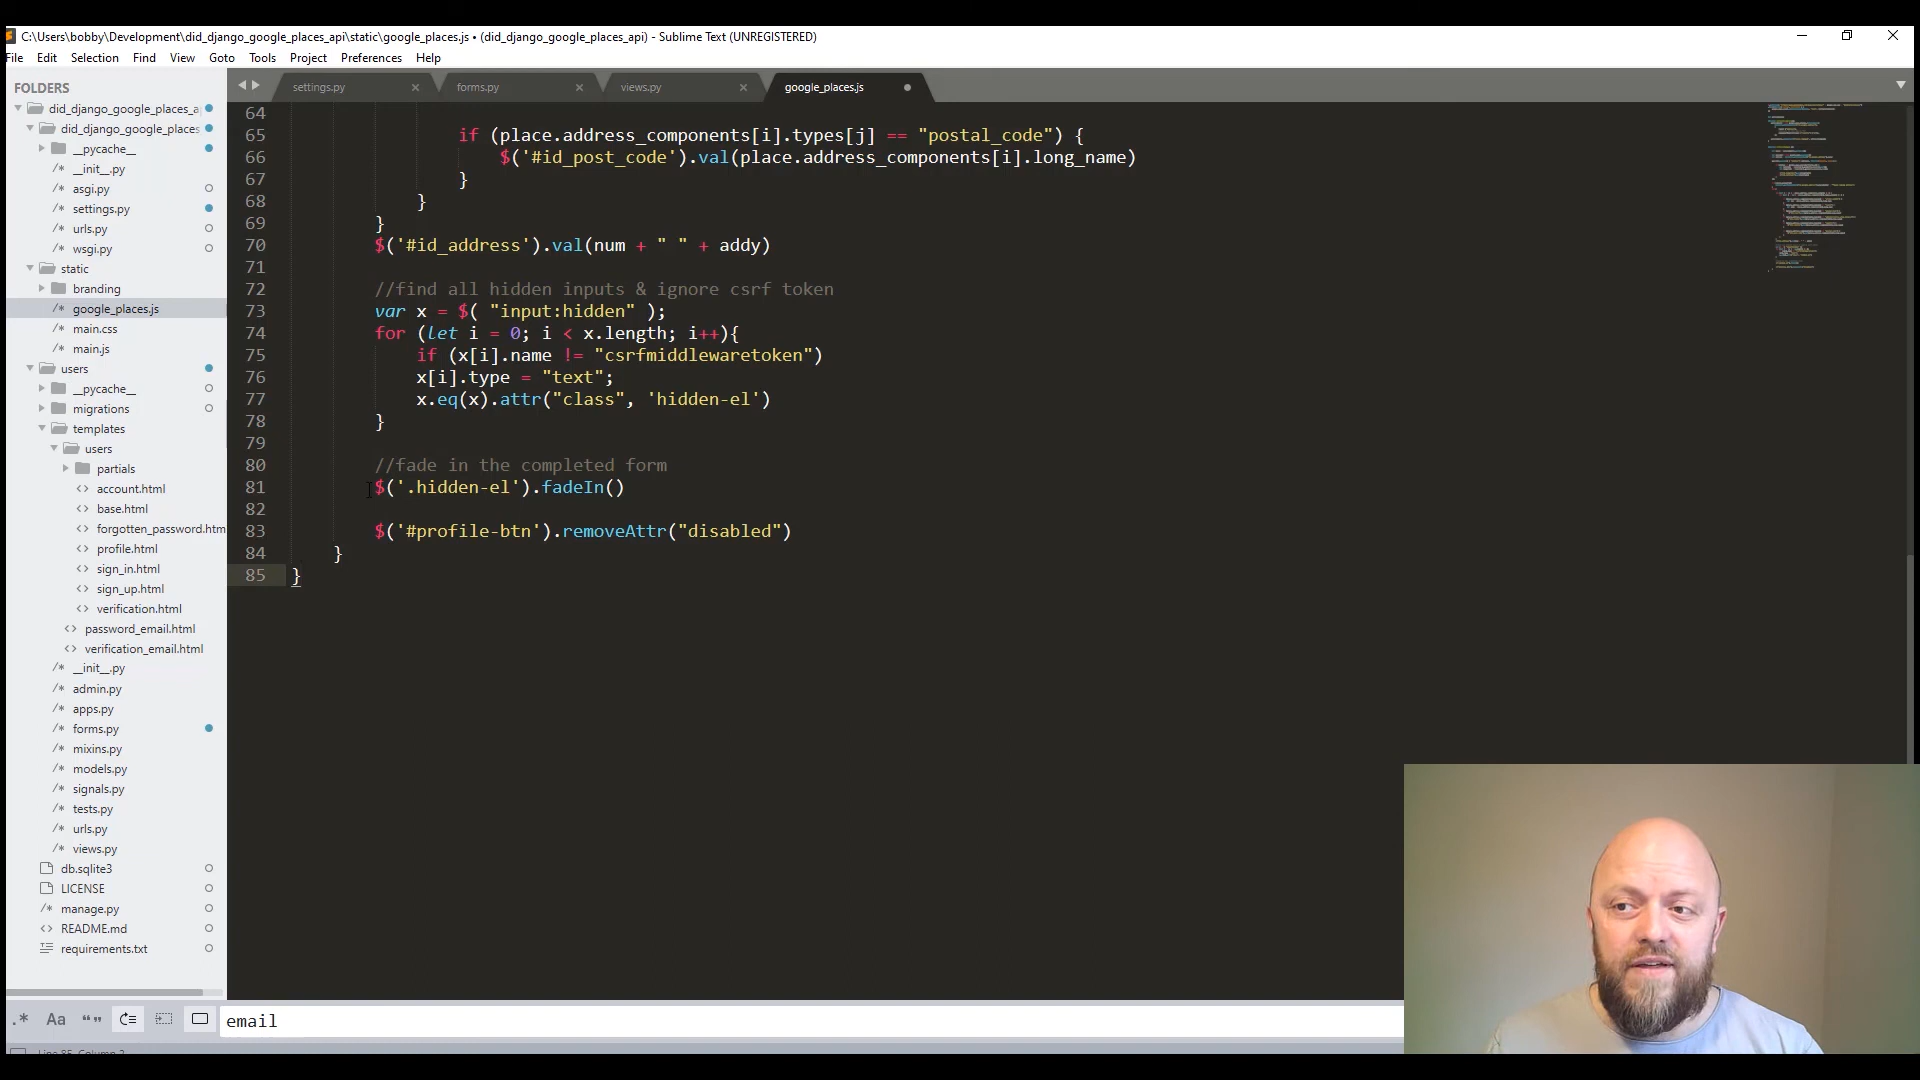 C:\Users\bobby\Development\did_django_google_places_api\static\google_places.js • (did_django_google_places_api) - Sublime Text (UNREGISTERED)
File Edit Selection Find View Goto Tools Project Preferences Help
FOLDERS
did_django_google_places_a
did_django_google_places
__pycache__
__init__.py
asgi.py
settings.py
urls.py
wsgi.py
static
branding
google_places.js
main.css
main.js
users
__pycache__
migrations
templates
users
partials
account.html
base.html
forgotten_password.htm
profile.html
sign_in.html
sign_up.html
verification.html
password_email.html
verification_email.html
__init__.py
admin.py
apps.py
forms.py
mixins.py
models.py
signals.py
tests.py
urls.py
views.py
db.sqlite3
LICENSE
manage.py
README.md
requirements.txt
settings.py forms.py views.py google_places.js
64
65 if (place.address_components[i].types[j] == "postal_code") {
66 $('#id_post_code').val(place.address_components[i].long_name)
67 }
68 }
69 }
70 $('#id_address').val(num + " " + addy)
71
72 //find all hidden inputs & ignore csrf token
73 var x = $( "input:hidden" );
74 for (let i = 0; i < x.length; i++){
75 if (x[i].name != "csrfmiddlewaretoken")
76 x[i].type = "text";
77 x.eq(x).attr("class", 'hidden-el')
78 }
79
80 //fade in the completed form
81 $('.hidden-el').fadeIn()
82
83 $('#profile-btn').removeAttr("disabled")
84 }
85 }
.* Aa “”
email